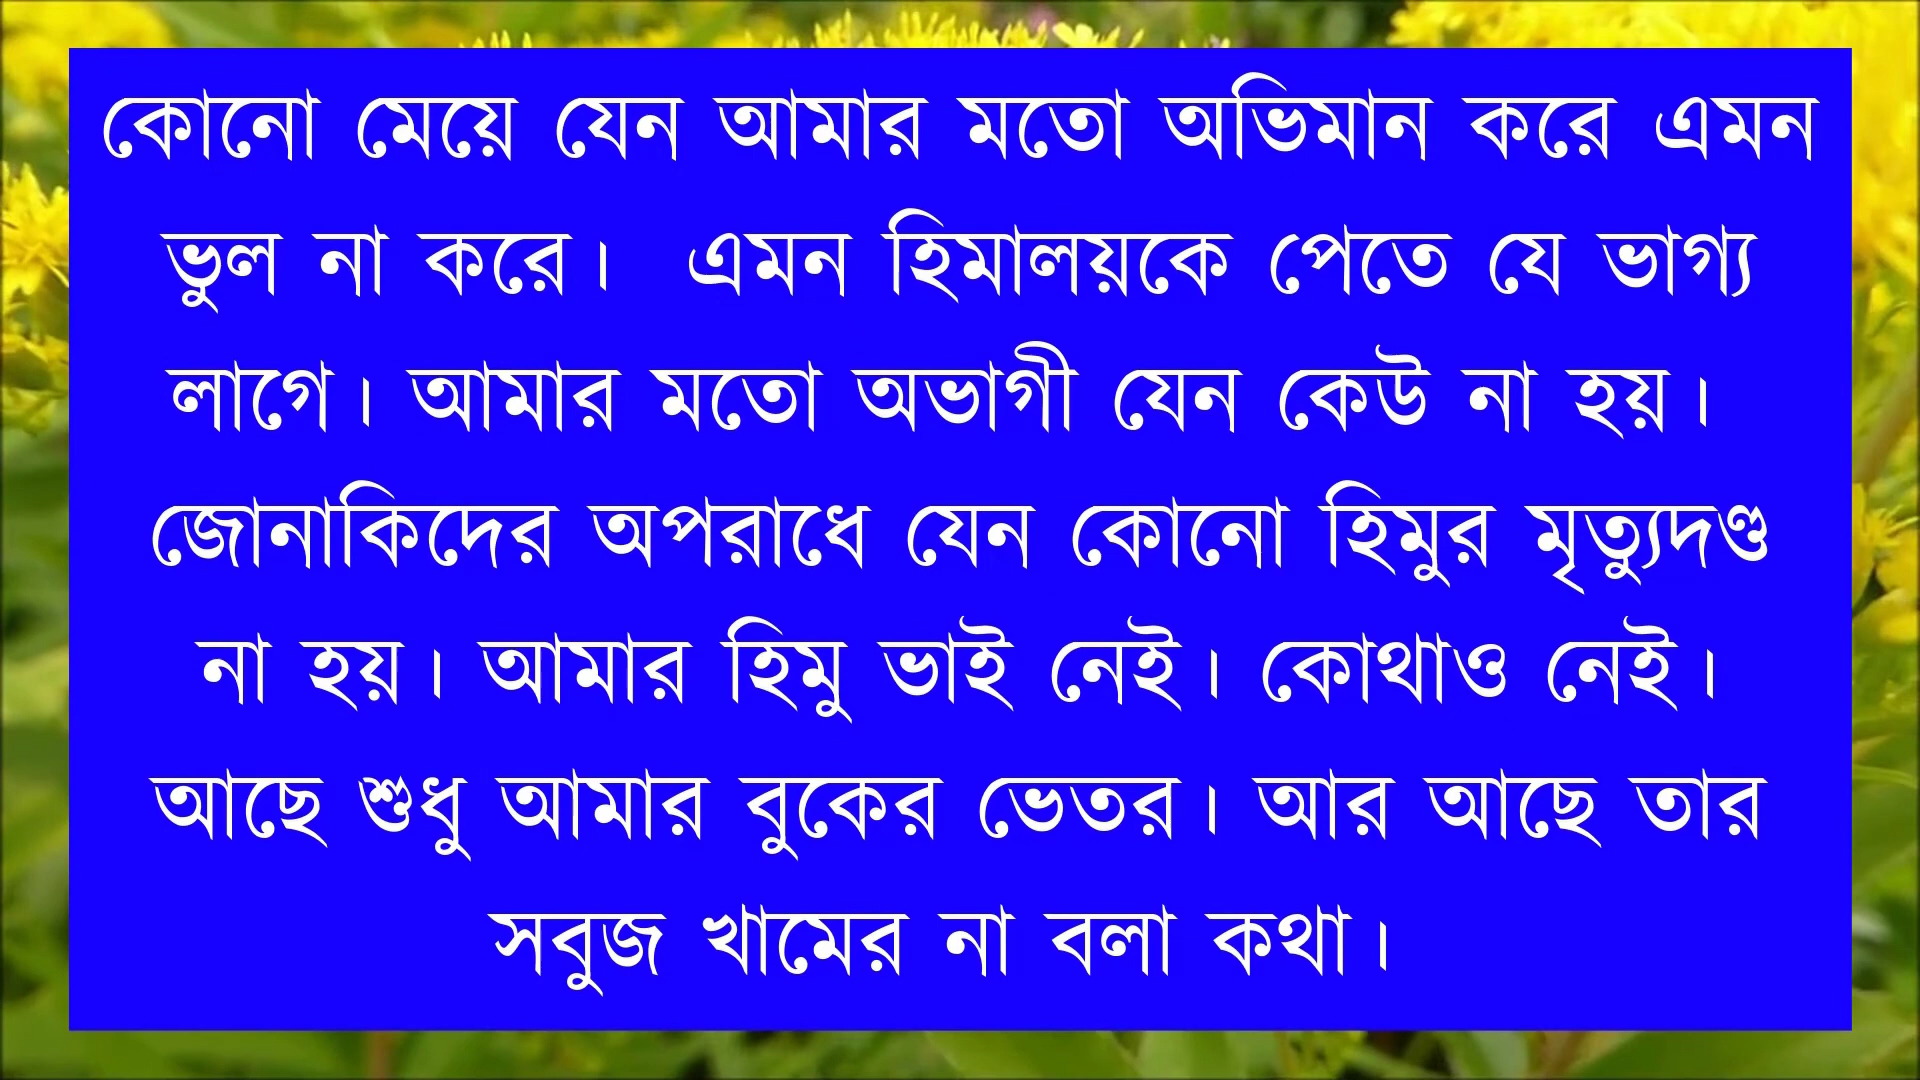 কোনো মেয়ে যেন আমার মতো অভিমান করে এমন
ভুল না করে।  এমন হিমালয়কে পেতে যে ভাগ্য
লাগে। আমার মতো অভাগী যেন কেউ না হয়।
জোনাকিদের অপরাধে যেন কোনো হিমুর মৃত্যুদণ্ড
না হয়। আমার হিমু ভাই নেই। কোথাও নেই।
আছে শুধু আমার বুকের ভেতর। আর আছে তার
সবুজ খামের না বলা কথা।